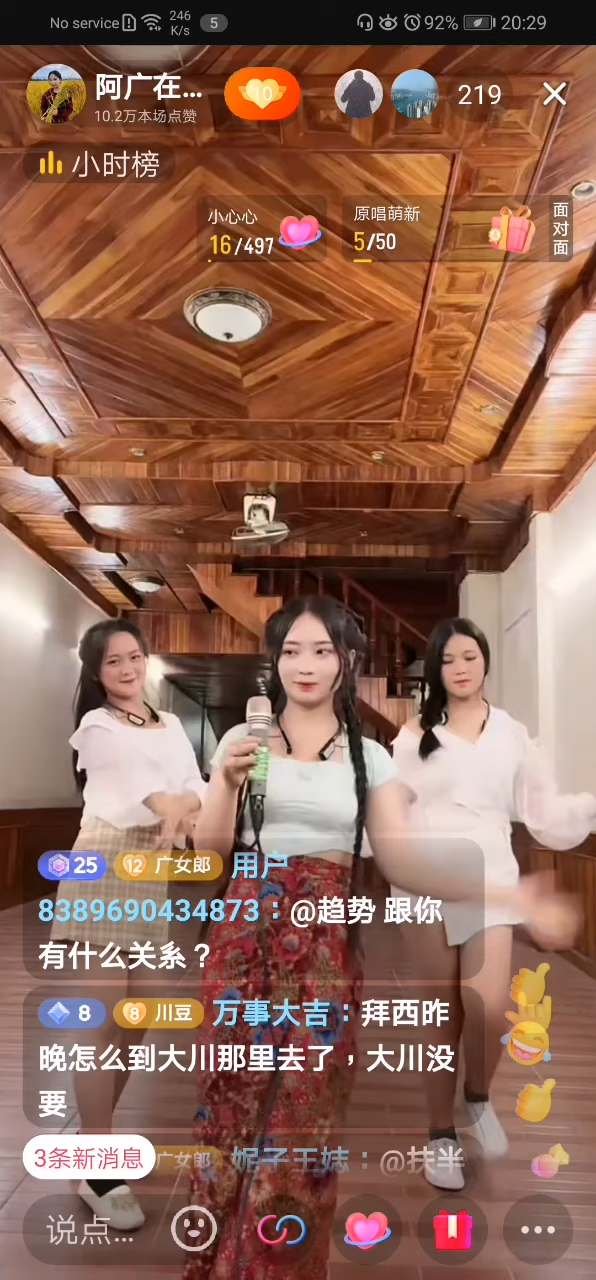 No service 246 K/s 5 92% 20:29
阿广在... 10 219
10.2万本场点赞
小时榜
小心心 原唱萌新 面对面
16/497 5/50
25 12 广女郎 用户
8389690434873：@趋势 跟你
有什么关系？
8 8 川豆 万事大吉：拜西昨
晚怎么到大川那里去了，大川没
要
3条新消息 广女郎 妮子王妓：@扶半
说点...